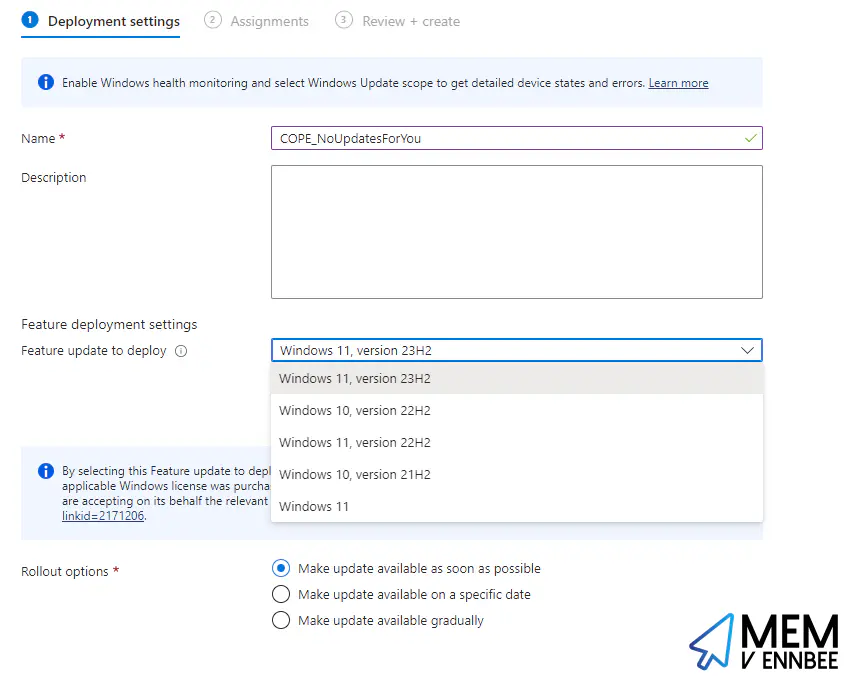 1 Deployment settings 2 Assignments 3 Review + create
Enable Windows health monitoring and select Windows Update scope to get detailed device states and errors. Learn more
Name * COPE_NoUpdatesForYou
Description
Feature deployment settings
Feature update to deploy Windows 11, version 23H2
Windows 11, version 23H2
Windows 10, version 22H2
Windows 11, version 22H2
Windows 10, version 21H2
Windows 11
By selecting this Feature update to depl
applicable Windows license was purcha
are accepting on its behalf the relevant
linkid=2171206.
Rollout options * Make update available as soon as possible
Make update available on a specific date
Make update available gradually
MEM
V ENNBEE